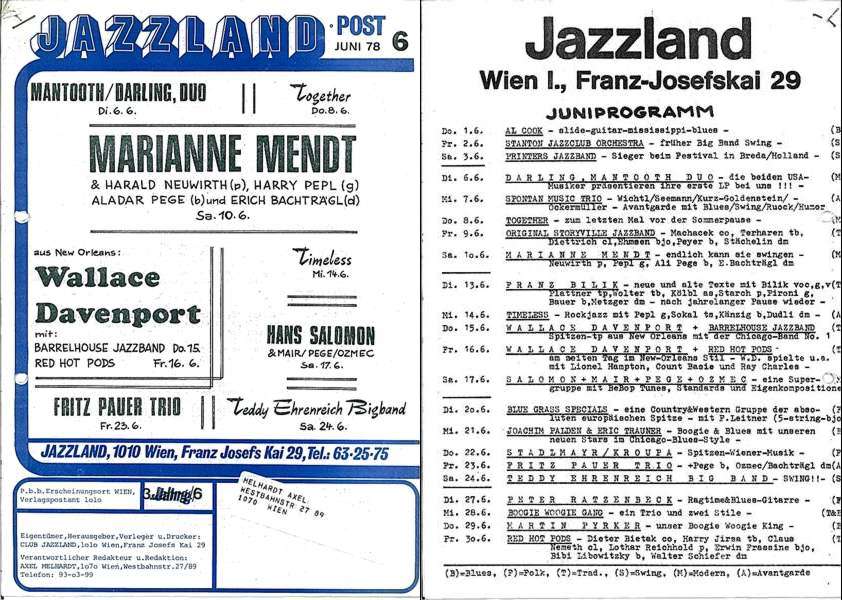 JAZZLAND·POST
JUNI 78 6
MANTOOTH/DARLING, DUO
Di. 6. 6.
Together
Do. 8. 6.
MARIANNE MENDT
& HARALD NEUWIRTH (p), HARRY PEPL (g)
ALADAR PEGE (b) und ERICH BACHTRÄGL (d)
Sa. 10. 6.
aus New Orleans:
Wallace
Davenport
mit:
BARRELHOUSE JAZZBAND Do. 15.
RED HOT PODS Fr. 16. 6.
Timeless
Mi. 14. 6.
HANS SALOMON
& MAIR/PEGE/OZMEC
Sa. 17. 6.
FRITZ PAUER TRIO
Fr. 23. 6.
Teddy Ehrenreich Bigband
Sa. 24. 6.
JAZZLAND, 1010 Wien, Franz Josefs Kai 29, Tel.: 63-25-75
P.b.b. Erscheinungsort WIEN,
Verlagspostant 1o1o
3.Jahrg./6
MELHARDT AXEL
WESTBAHNSTR 27 89
1070 WIEN
Eigentümer, Herausgeber, Verleger u. Drucker:
CLUB JAZZLAND, 1o1o Wien, Franz Josefs Kai 29
Verantwortlicher Redakteur u. Redaktion:
AXEL MELHARDT, 1o7o Wien, Westbahnstr. 27/89
Telefon: 93-o3-99
Jazzland
Wien I., Franz-Josefskai 29
JUNIPROGRAMM
Do. 1.6. AL COOK - slide-guitar-mississippi-blues - (B
Fr. 2.6. STANTON JAZZCLUB ORCHESTRA - früher Big Band Swing - (S
Sa. 3.6. PRINTERS JAZZBAND - Sieger beim Festival in Breda/Holland - (S
Di. 6.6. DARLING, MANTOOTH DUO - die beiden USA- (M
Musiker präsentieren ihre erste LP bei uns !!! -
Mi. 7.6. SPONTAN MUSIC TRIO - Wichtl/Seemann/Kurz-Goldenstein/ - (A
Ockermüller - Avantgarde mit Blues/Swing/Ruock/Humor
Do. 8.6. TOGETHER - zum letzten Mal vor der Sommerpause - (M
Fr. 9.6. ORIGINAL STORYVILLE JAZZBAND - Machacek co, Terharen tb, (T
Diettrich cl, Ehmsen bjo, Peyer b, Stächelin dm
Sa. 1o.6. MARIANNE MENDT - endlich kann sie swingen - (M
Neuwirth p, Pepl g, Ali Pege b, E.Bachträgl dm
Di. 13.6. FRANZ BILIK - neue und alte Texte mit Bilik voc,g,v(T
Plattner tp, Wolter tb, Kölbl as, Starch p, Pironi g,
Bauer b, Metzger dm - nach jahrelanger Pause wieder -
Mi. 14.6. TIMELESS - Rockjazz mit Pepl g, Sokal ts, Känzig b, Dudli dm - (A
Do. 15.6. WALLACE DAVENPORT + BARRELHOUSE JAZZBAND (T
Spitzen-tp aus New Orleans mit der Chicago-Band No. 1
Fr. 16.6. WALLACE DAVENPORT + RED HOT PODS - (T
am meiten Tag im New-Orleans Stil - W.D. spielte u.a.
mit Lionel Hampton, Count Basie und Ray Charles -
Sa. 17.6. SALOMON+MAIR+PEGE+OZMEC - eine Super- (M
gruppe mit BeBop Tunes, Standards und Eigenkompositione
Di. 2o.6. BLUE GRASS SPECIALS - eine Country&Western Gruppe der abso- (F
luten europäischen Spitze - mit P.Leitner (5-string-bjo
Mi. 21.6. JOACHIM PALDEN & ERIC TRAUNER - Boogie & Blues mit unseren (B
neuen Stars im Chicago-Blues-Style -
Do. 22.6. STADLMAYR/KROUPA - Spitzen-Wiener-Musik - (F
Fr. 23.6. FRITZ PAUER TRIO - +Pege b, Ozmec/Bachträgl dm(A
Sa. 24.6. TEDDY EHRENREICH BIG BAND - SWING!!- (S
Di. 27.6. PETER RATZENBECK - Ragtime&Blues-Gitarre - (F
Mi. 28.6. BOOGIE WOOGIE GANG - ein Trio und zwei Stile - (T&B
Do. 29.6. MARTIN PYRKER - unser Boogie Woogie King - (B
Fr. 3o.6. RED HOT PODS - Dieter Bietak co, Harry Jirsa tb, Claus (T
Nemeth cl, Lothar Reichhold p, Erwin Frassine bjo,
Bibi Libowitzky b, Walter Schiefer dm
(B)=Blues, (F)=Folk, (T)=Trad., (S)=Swing, (M)=Modern, (A)=Avantgarde